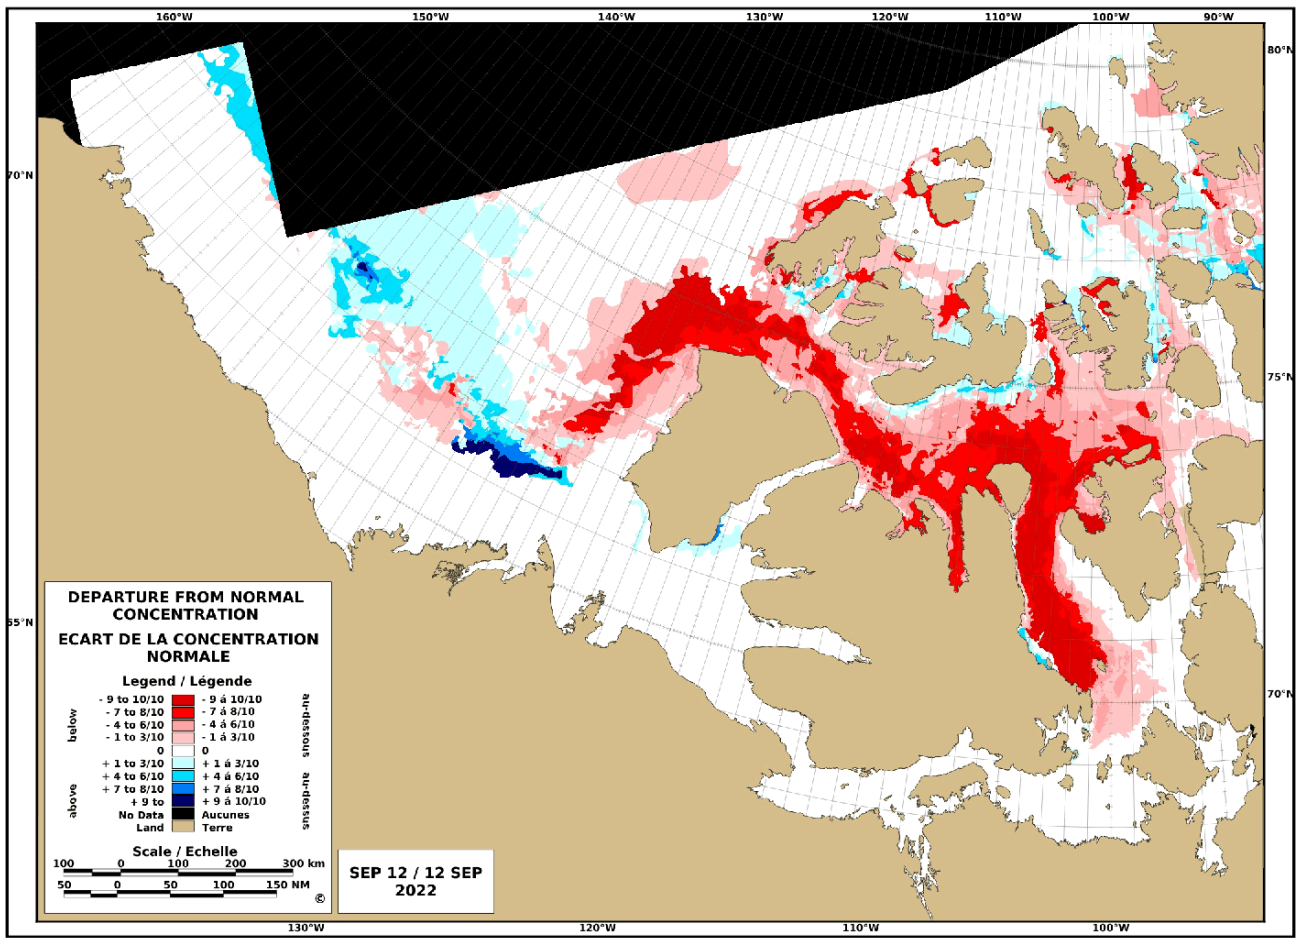 160°W 150°W 140°W 130°W 120°W 110°W 100°W 90°W
80°N
70°N
75°N
55°N
70°N
DEPARTURE FROM NORMAL
CONCENTRATION
ECART DE LA CONCENTRATION
NORMALE
Legend / Légende
below
above
- 9 to 10/10 - 9 á 10/10
- 7 to 8/10 - 7 á 8/10
- 4 to 6/10 - 4 á 6/10
- 1 to 3/10 - 1 á 3/10
0 0
+ 1 to 3/10 + 1 á 3/10
+ 4 to 6/10 + 4 á 6/10
+ 7 to 8/10 + 7 á 8/10
+ 9 to + 9 á 10/10
No Data Aucunes
Land Terre
au-dessous
au-dessus
Scale / Echelle
100 0 100 200 300 km
50 0 50 100 150 NM
©
SEP 12 / 12 SEP
2022
130°W 120°W 110°W 100°W